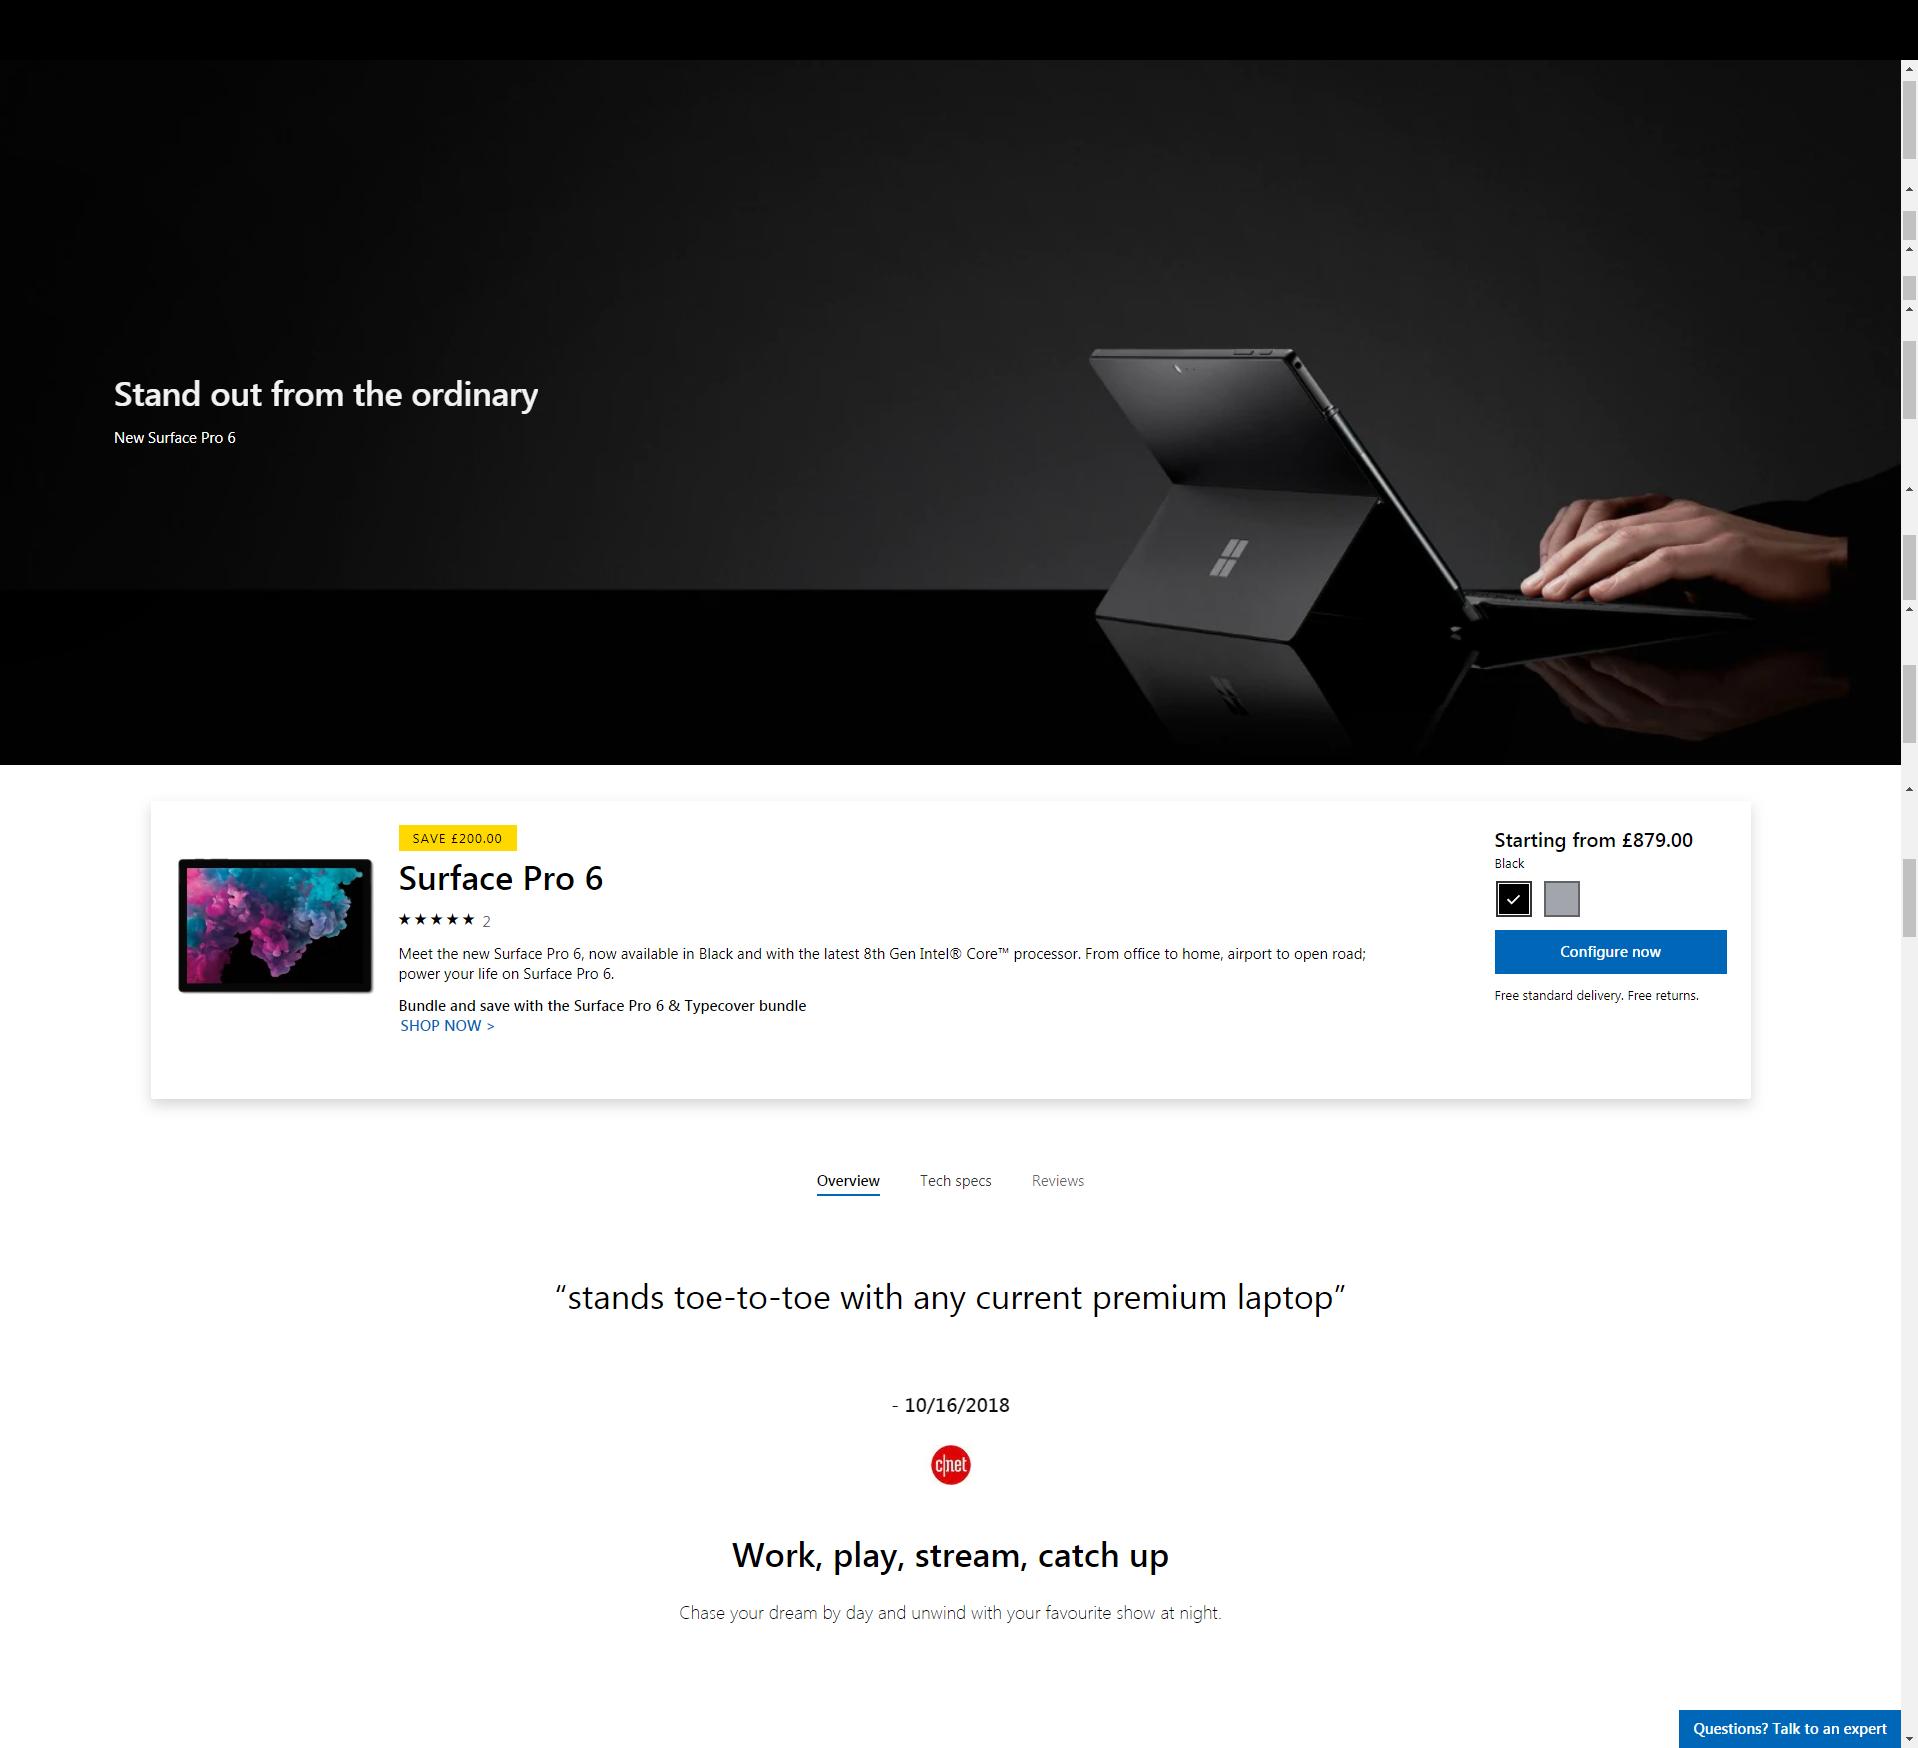 Stand out from the ordinary
New Surface Pro 6
SAVE £200.00
Surface Pro 6
★★★★★ 2
Meet the new Surface Pro 6, now available in Black and with the latest 8th Gen Intel® Core™ processor. From office to home, airport to open road;
power your life on Surface Pro 6.
Bundle and save with the Surface Pro 6 & Typecover bundle
SHOP NOW >
Starting from £879.00
Black
Configure now
Free standard delivery. Free returns.
Overview
Tech specs
Reviews
“stands toe-to-toe with any current premium laptop”
- 10/16/2018
c|net
Work, play, stream, catch up
Chase your dream by day and unwind with your favourite show at night.
Questions? Talk to an expert